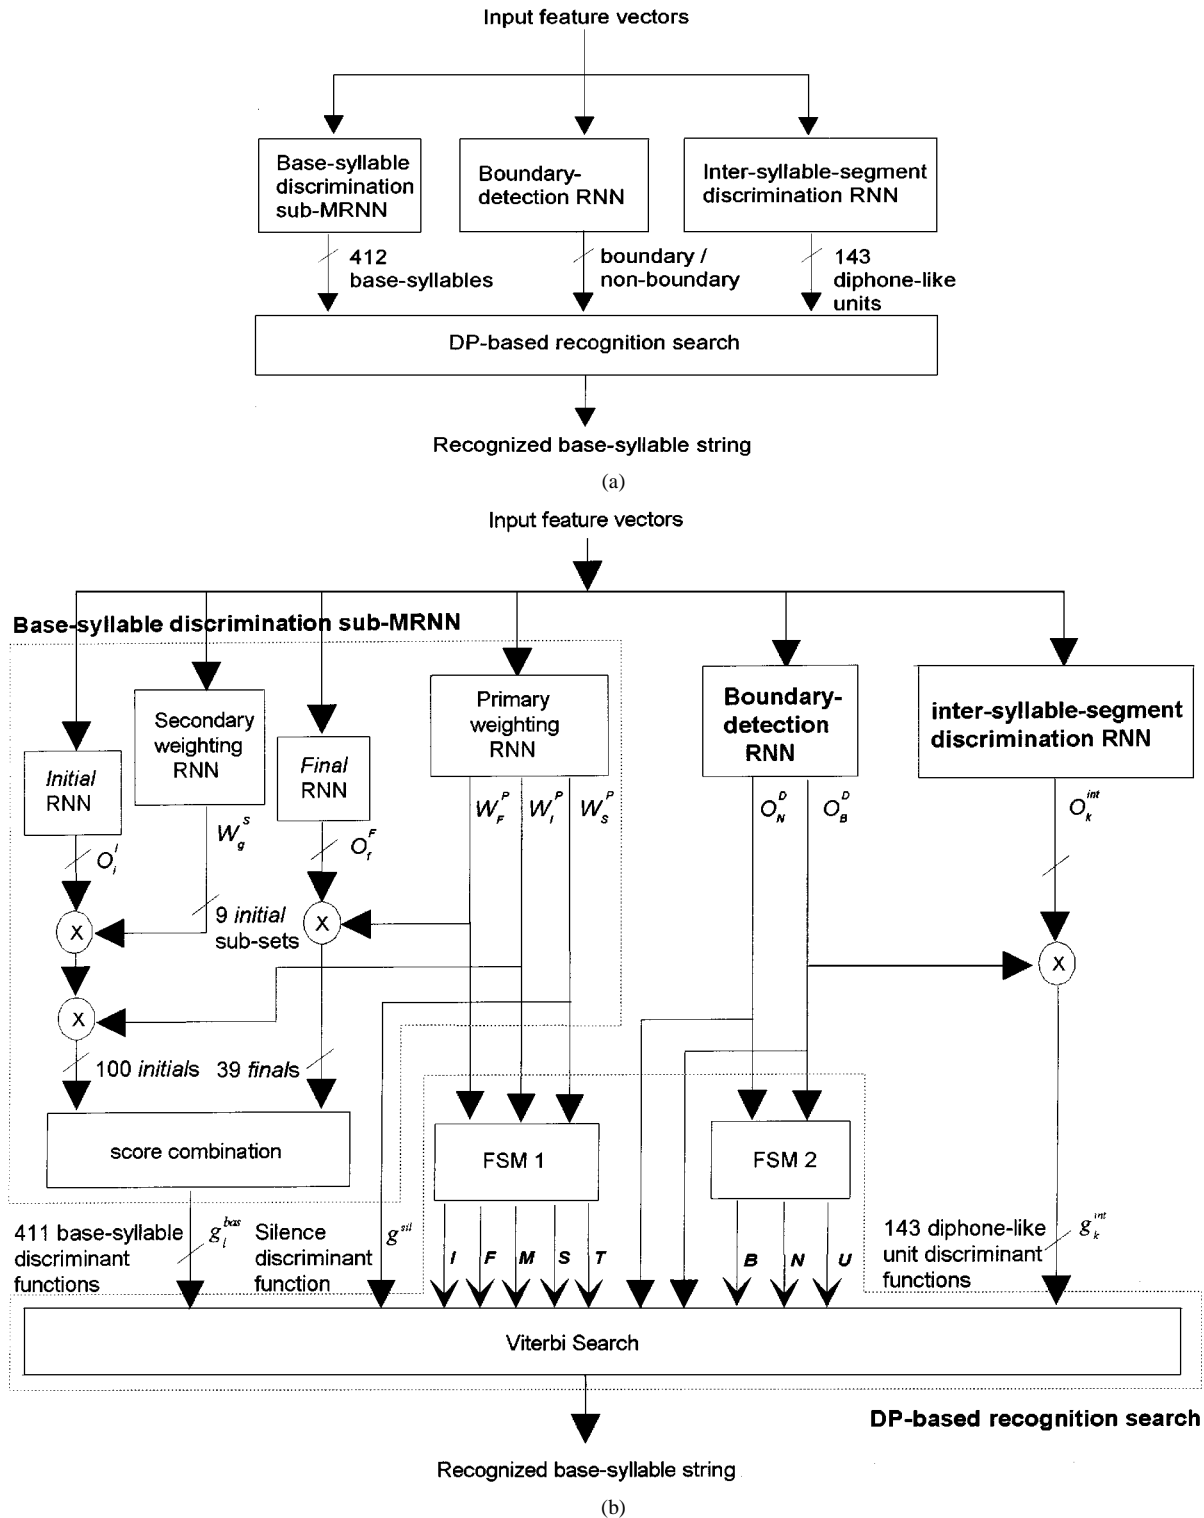 Input feature vectors
Base-syllable
discrimination
sub-MRNN
Boundary-
detection RNN
Inter-syllable-segment
discrimination RNN
412
base-syllables
boundary /
non-boundary
143
diphone-like
units
DP-based recognition search
Recognized base-syllable string
(a)
Input feature vectors
Base-syllable discrimination sub-MRNN
Initial
RNN
Secondary
weighting
RNN
Final
RNN
Primary
weighting
RNN
Boundary-
detection
RNN
inter-syllable-segment
discrimination RNN
O_i^I
W_g^S
O_f^F
W_F^P
W_I^P
W_S^P
O_N^D
O_B^D
O_k^int
9 initial
sub-sets
X
X
X
X
100 initials
39 finals
score combination
FSM 1
FSM 2
411 base-syllable
discriminant
functions
g_l^bas
Silence
discriminant
function
g^sil
I F M S T
B N U
143 diphone-like
unit discriminant
functions
g_k^int
Viterbi Search
DP-based recognition search
Recognized base-syllable string
(b)